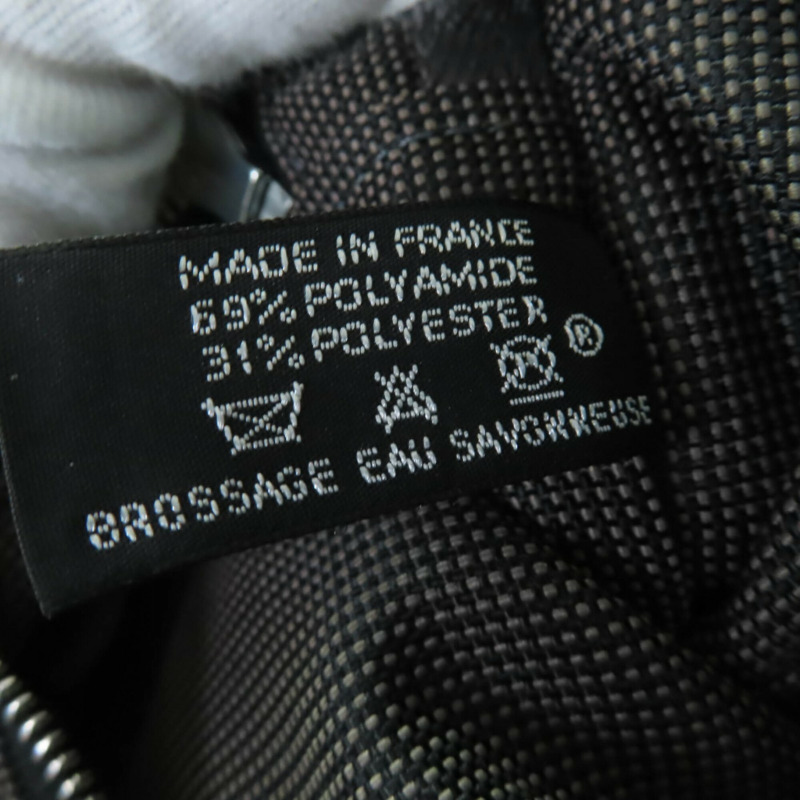 MADE IN FRANCE
69% POLYAMIDE
31% POLYESTER
®
BROSSAGE EAU SAVONNEUSE